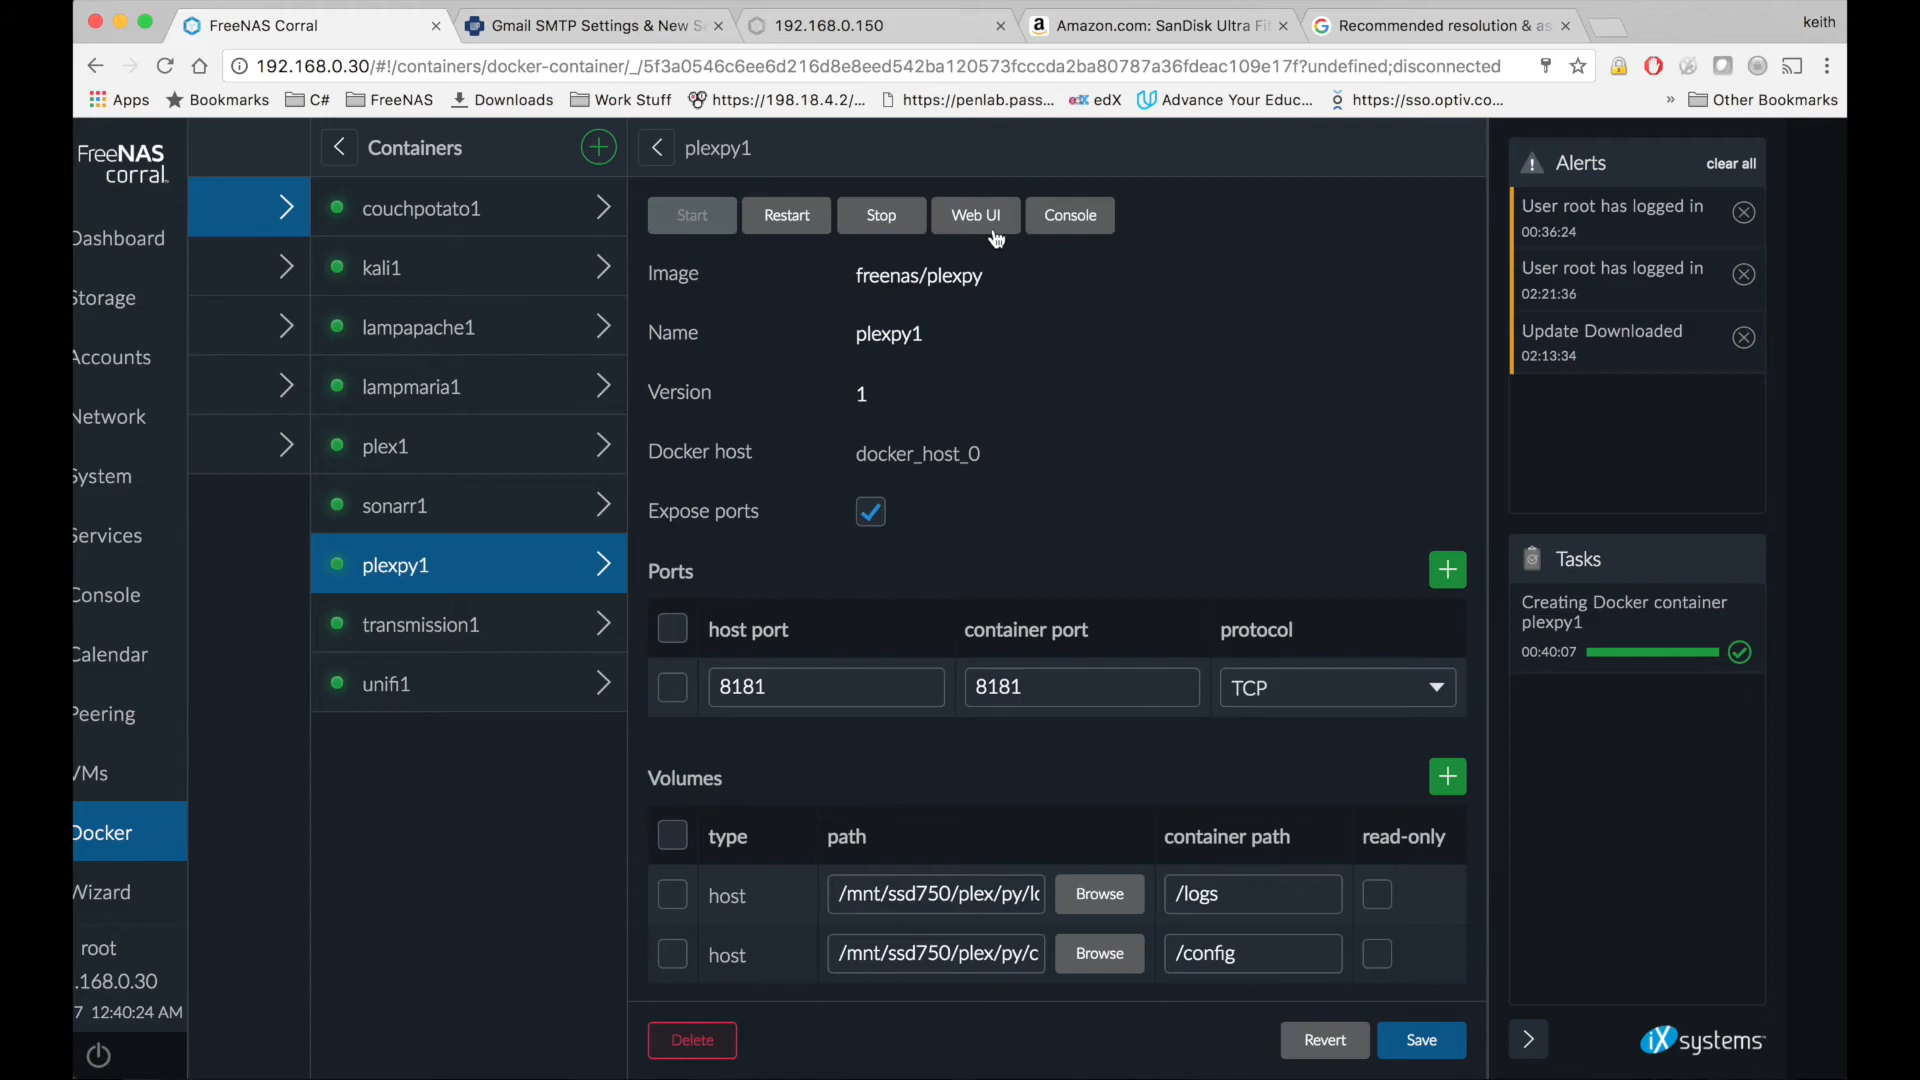 FreeNAS Corral
Gmail SMTP Settings & New S
192.168.0.150
Amazon.com: SanDisk Ultra Fi
Recommended resolution & as
keith
192.168.0.30/#!/containers/docker-container/_/5f3a0546c6ee6d216d8e8eed542ba120573fcccda2ba80787a36fdeac109e17f?undefined;disconnected
Apps
Bookmarks
C#
FreeNAS
Downloads
Work Stuff
https://198.18.4.2/...
https://penlab.pass...
edX
edX
Advance Your Educ...
https://sso.optiv.co...
»
Other Bookmarks
FreeNAS
corral
Dashboard
Storage
Accounts
Network
System
Services
Console
Calendar
Peering
VMs
Docker
Wizard
root
.168.0.30
7 12:40:24 AM
Containers
couchpotato1
kali1
lampapache1
lampmaria1
plex1
sonarr1
plexpy1
transmission1
unifi1
plexpy1
Start
Restart
Stop
Web UI
Console
Image
freenas/plexpy
Name
plexpy1
Version
1
Docker host
docker_host_0
Expose ports
Ports
host port
container port
protocol
8181
8181
TCP
Volumes
type
path
container path
read-only
host
/mnt/ssd750/plex/py/lo
Browse
/logs
host
/mnt/ssd750/plex/py/c
Browse
/config
Delete
Revert
Save
Alerts
clear all
User root has logged in
00:36:24
User root has logged in
02:21:36
Update Downloaded
02:13:34
Tasks
Creating Docker container
plexpy1
00:40:07
iXsystems